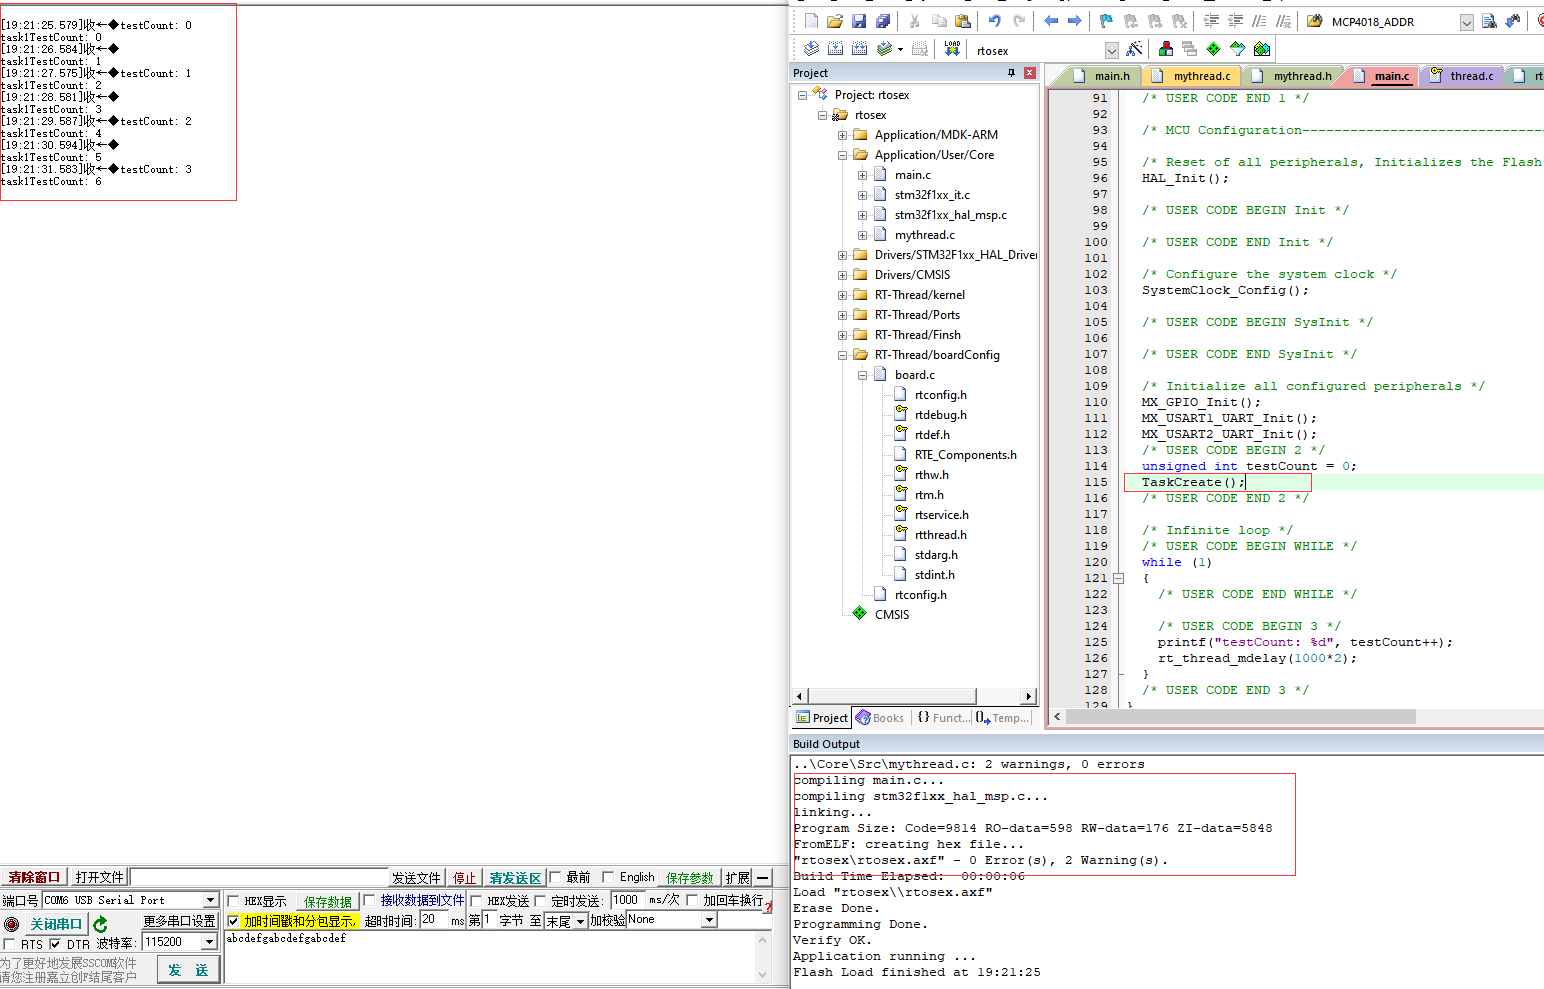 [19:21:25.579]收←◆testCount: 0
task1TestCount: 0
[19:21:26.584]收←◆
task1TestCount: 1
[19:21:27.575]收←◆testCount: 1
task1TestCount: 2
[19:21:28.581]收←◆
task1TestCount: 3
[19:21:29.587]收←◆testCount: 2
task1TestCount: 4
[19:21:30.594]收←◆
task1TestCount: 5
[19:21:31.583]收←◆testCount: 3
task1TestCount: 6
清除窗口 打开文件 发送文件 停止 清发送区 最前 English 保存参数 扩展 —
端口号 COM6 USB Serial Port HEX显示 保存数据 接收数据到文件 HEX发送 定时发送: 1000 ms/次 加回车换行
关闭串口 更多串口设置 加时间戳和分包显示, 超时时间: 20 ms 第1 字节 至 末尾 加校验 None
RTS DTR 波特率: 115200
abcdefgabcdefgabcdef
为了更好地发展SSCOM软件
请您注册嘉立创F结尾客户
发 送
MCP4018_ADDR
LOAD
rtosex
Project
Project: rtosex
rtosex
Application/MDK-ARM
Application/User/Core
main.c
stm32f1xx_it.c
stm32f1xx_hal_msp.c
mythread.c
Drivers/STM32F1xx_HAL_Driver
Drivers/CMSIS
RT-Thread/kernel
RT-Thread/Ports
RT-Thread/Finsh
RT-Thread/boardConfig
board.c
rtconfig.h
rtdebug.h
rtdef.h
RTE_Components.h
rthw.h
rtm.h
rtservice.h
rtthread.h
stdarg.h
stdint.h
rtconfig.h
CMSIS
Project Books {} Funct... Temp...
main.h mythread.c mythread.h main.c thread.c rt
91 /* USER CODE END 1 */
92
93 /* MCU Configuration------------------------------
94
95 /* Reset of all peripherals, Initializes the Flash
96 HAL_Init();
97
98 /* USER CODE BEGIN Init */
99
100 /* USER CODE END Init */
101
102 /* Configure the system clock */
103 SystemClock_Config();
104
105 /* USER CODE BEGIN SysInit */
106
107 /* USER CODE END SysInit */
108
109 /* Initialize all configured peripherals */
110 MX_GPIO_Init();
111 MX_USART1_UART_Init();
112 MX_USART2_UART_Init();
113 /* USER CODE BEGIN 2 */
114 unsigned int testCount = 0;
115 TaskCreate();
116 /* USER CODE END 2 */
117
118 /* Infinite loop */
119 /* USER CODE BEGIN WHILE */
120 while (1)
121 {
122 /* USER CODE END WHILE */
123
124 /* USER CODE BEGIN 3 */
125 printf("testCount: %d", testCount++);
126 rt_thread_mdelay(1000*2);
127 }
128 /* USER CODE END 3 */
129 }
Build Output
..\Core\Src\mythread.c: 2 warnings, 0 errors
compiling main.c...
compiling stm32f1xx_hal_msp.c...
linking...
Program Size: Code=9814 RO-data=598 RW-data=176 ZI-data=5848
FromELF: creating hex file...
"rtosex\rtosex.axf" - 0 Error(s), 2 Warning(s).
Build Time Elapsed:  00:00:06
Load "rtosex\\rtosex.axf"
Erase Done.
Programming Done.
Verify OK.
Application running ...
Flash Load finished at 19:21:25